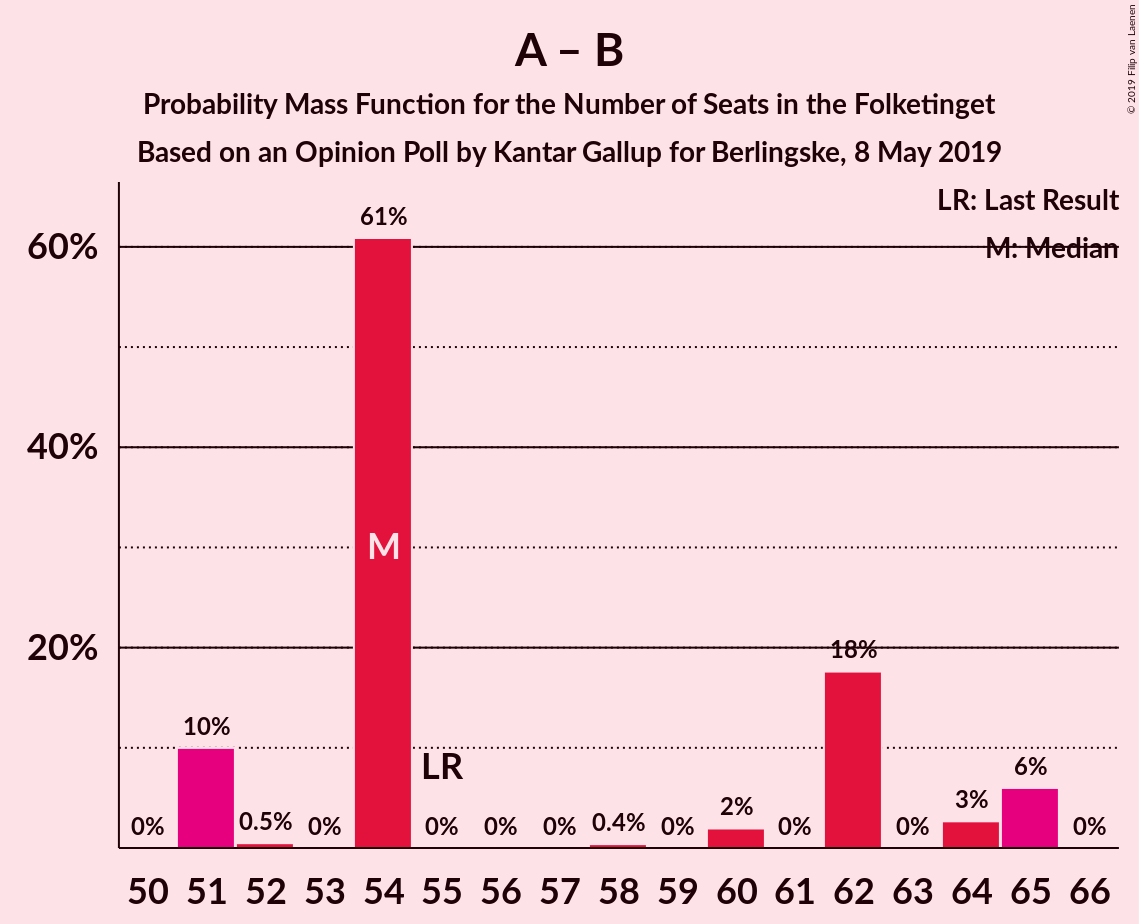 A – B
Probability Mass Function for the Number of Seats in the Folketinget
Based on an Opinion Poll by Kantar Gallup for Berlingske, 8 May 2019
© 2019 Filip van Laenen
LR: Last Result
M: Median
60%
40%
20%
0% 10% 0.5% 0% 61% 0% 0% 0% 0.4% 0% 2% 0% 18% 0% 3% 6% 0%
M
LR
50 51 52 53 54 55 56 57 58 59 60 61 62 63 64 65 66